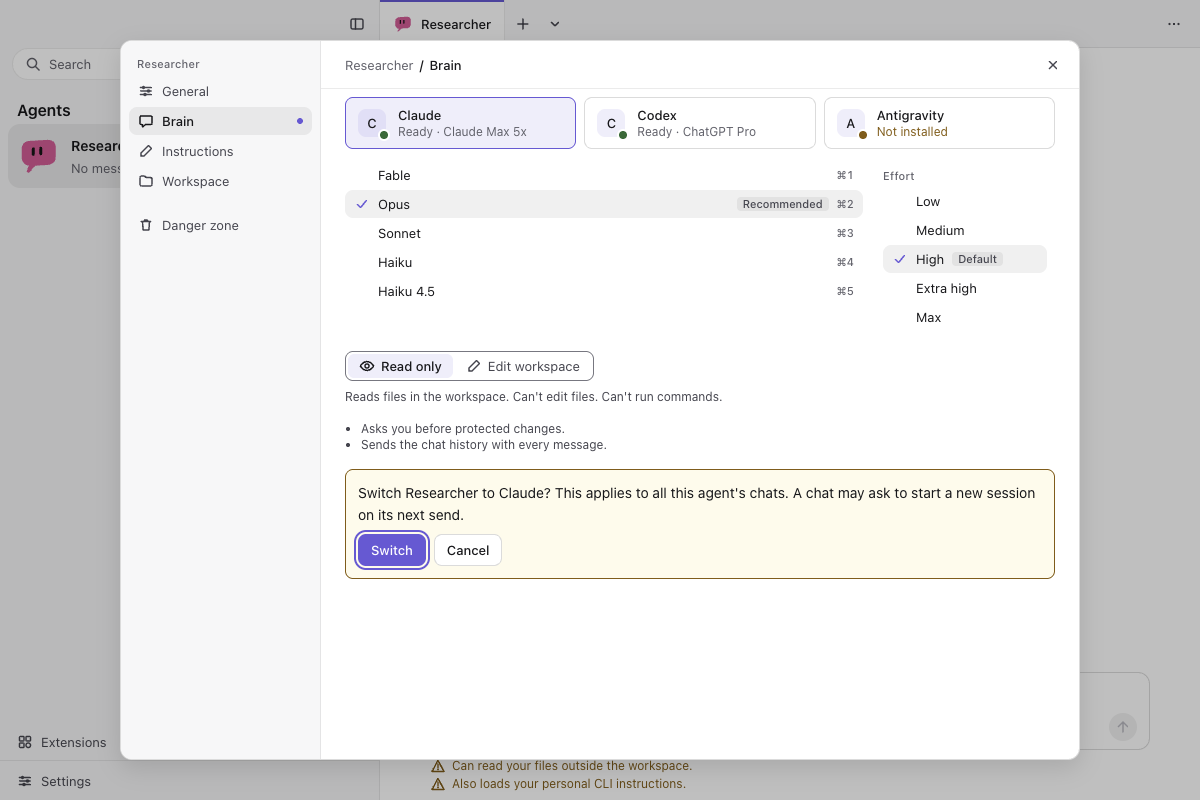 Researcher
Search
Agents
No mess
Extensions
Settings
Researcher
General
Brain
Instructions
Workspace
Danger zone
Researcher / Brain
C
Claude
Ready · Claude Max 5x
C
Codex
Ready · ChatGPT Pro
A
Antigravity
Not installed
Fable ⌘1
Opus Recommended ⌘2
Sonnet ⌘3
Haiku ⌘4
Haiku 4.5 ⌘5
Effort
Low
Medium
High Default
Extra high
Max
Read only
Edit workspace
Reads files in the workspace. Can't edit files. Can't run commands.
• Asks you before protected changes.
• Sends the chat history with every message.
Switch Researcher to Claude? This applies to all this agent's chats. A chat may ask to start a new session
on its next send.
Switch
Cancel
Can read your files outside the workspace.
Also loads your personal CLI instructions.